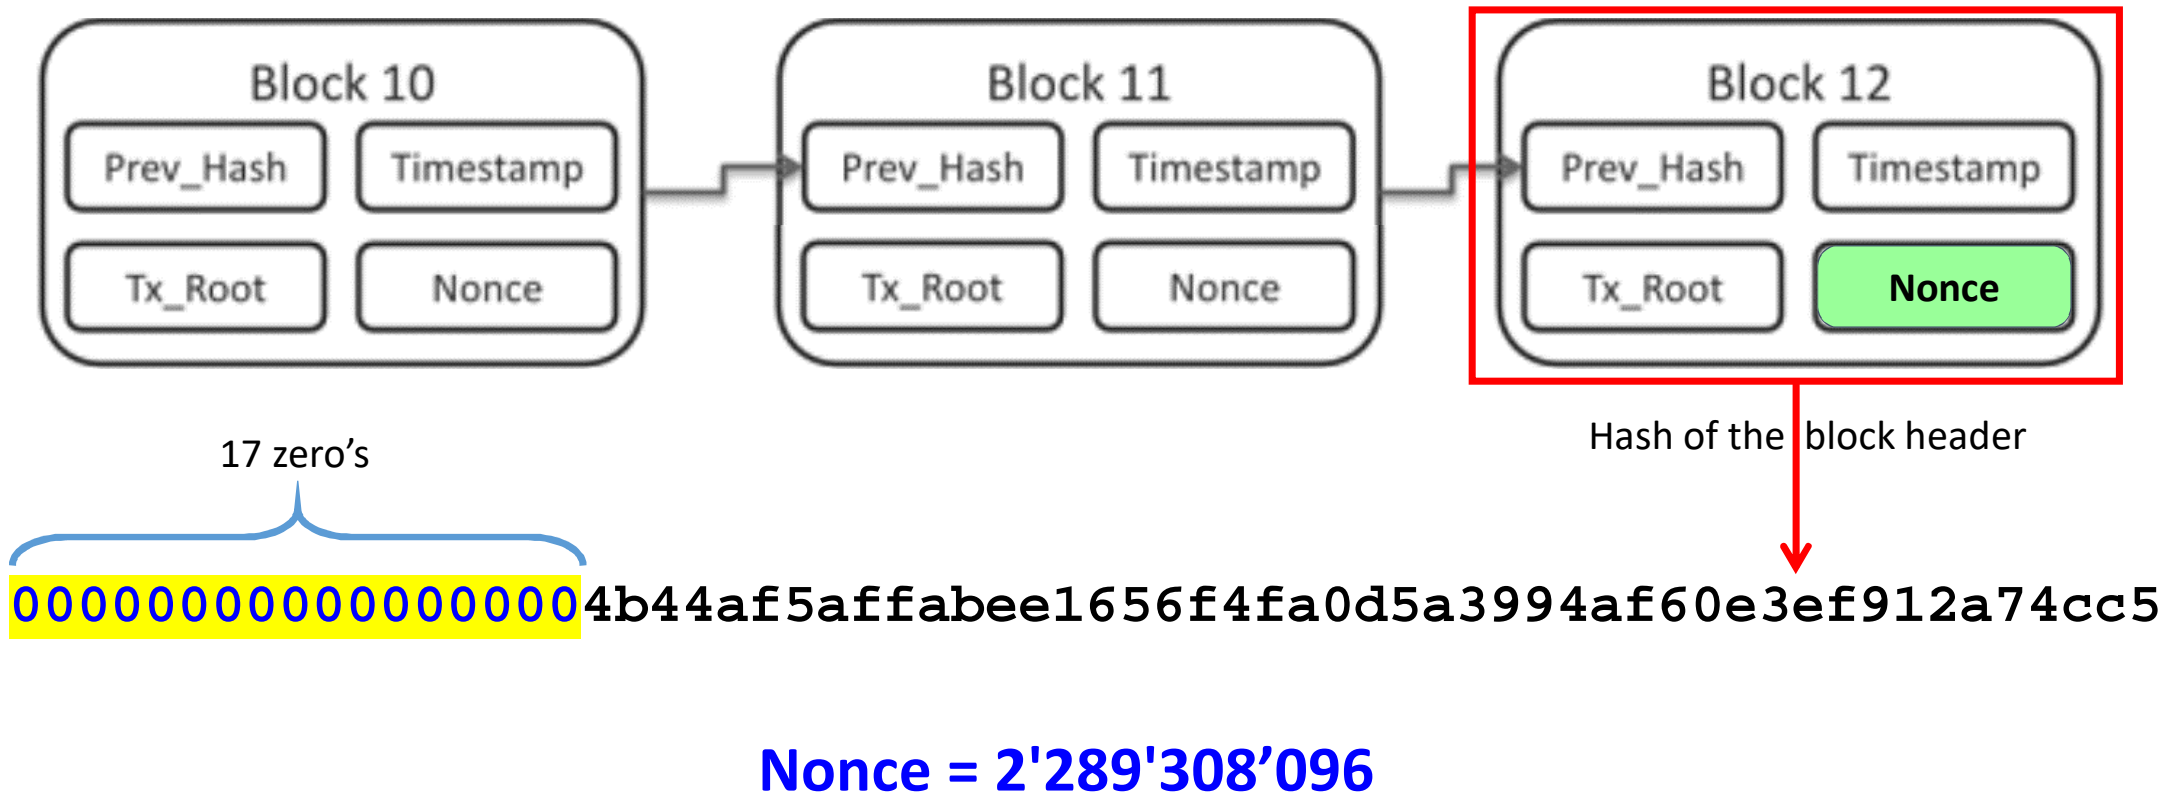 Block 10
Block 11
Block 12
Prev_Hash
Timestamp
Prev_Hash
Timestamp
Prev_Hash
Timestamp
Tx_Root
Nonce
Tx_Root
Nonce
Tx_Root
Nonce
17 zero’s
Hash of the block header
000000000000000004b44af5affabee1656f4fa0d5a3994af60e3ef912a74cc5
Nonce = 2'289'308’096